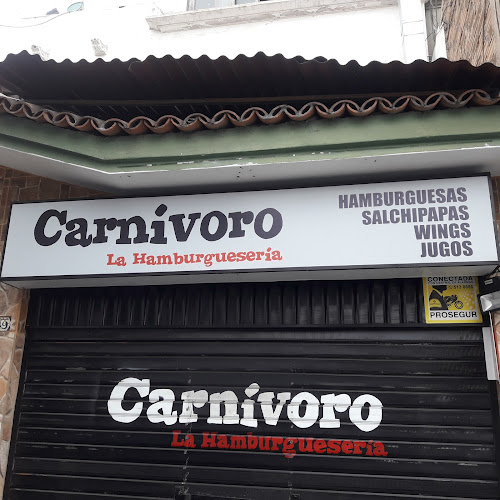 Carnívoro
La Hamburguesería
HAMBURGUESAS
SALCHIPAPAS
WINGS
JUGOS
CONECTADA
PROSEGUR
Carnívoro
La Hamburguesería